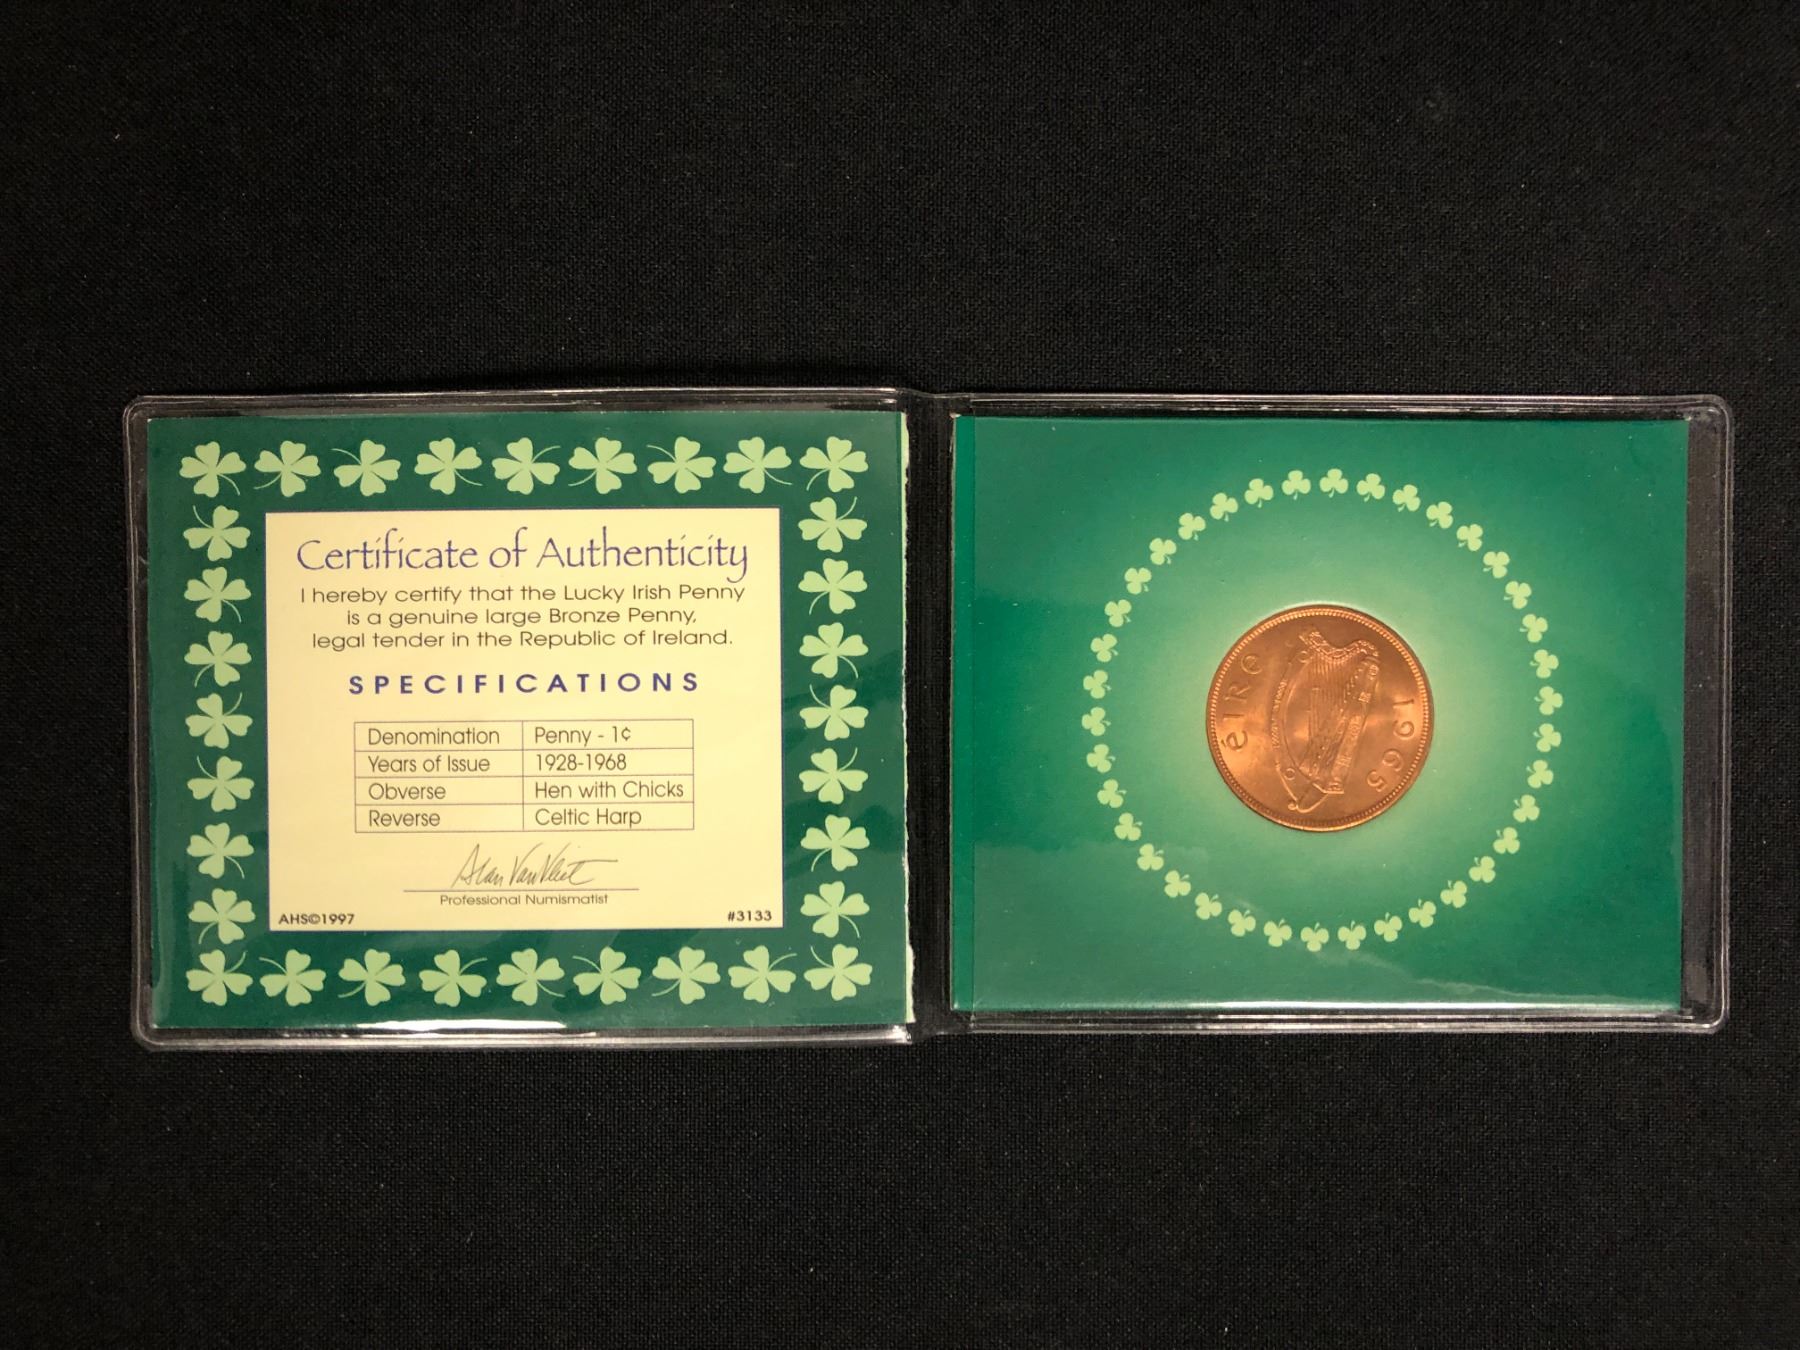 Certificate of Authenticity
I hereby certify that the Lucky Irish Penny
is a genuine large Bronze Penny,
legal tender in the Republic of Ireland.
SPECIFICATIONS
Denomination Penny - 1¢
Years of Issue 1928-1968
Obverse Hen with Chicks
Reverse Celtic Harp
Alan VanVleit
Professional Numismatist
AHS©1997 #3133
éIRe 1965